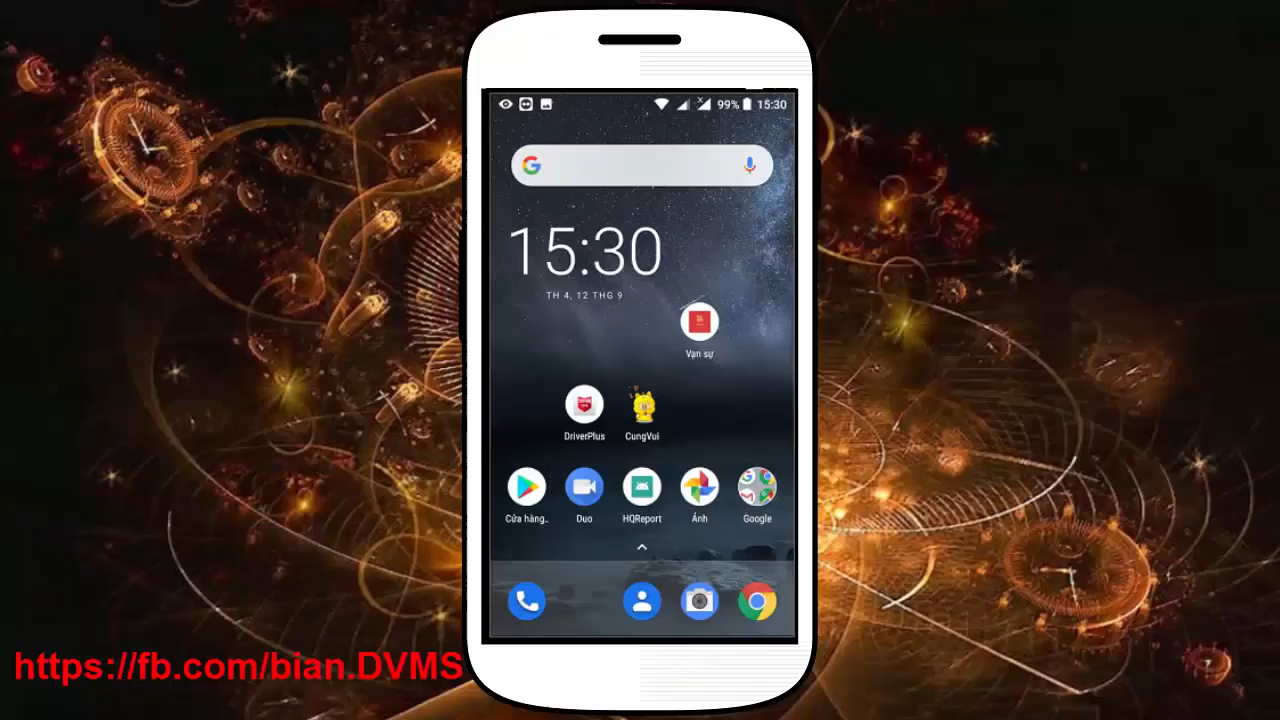 99% 15:30
15:30
TH 4, 12 THG 9
Vạn sự
DriverPlus
CungVui
Cửa hàng..
Duo
HQReport
Ảnh
Google
https://fb.com/bian.DVMS